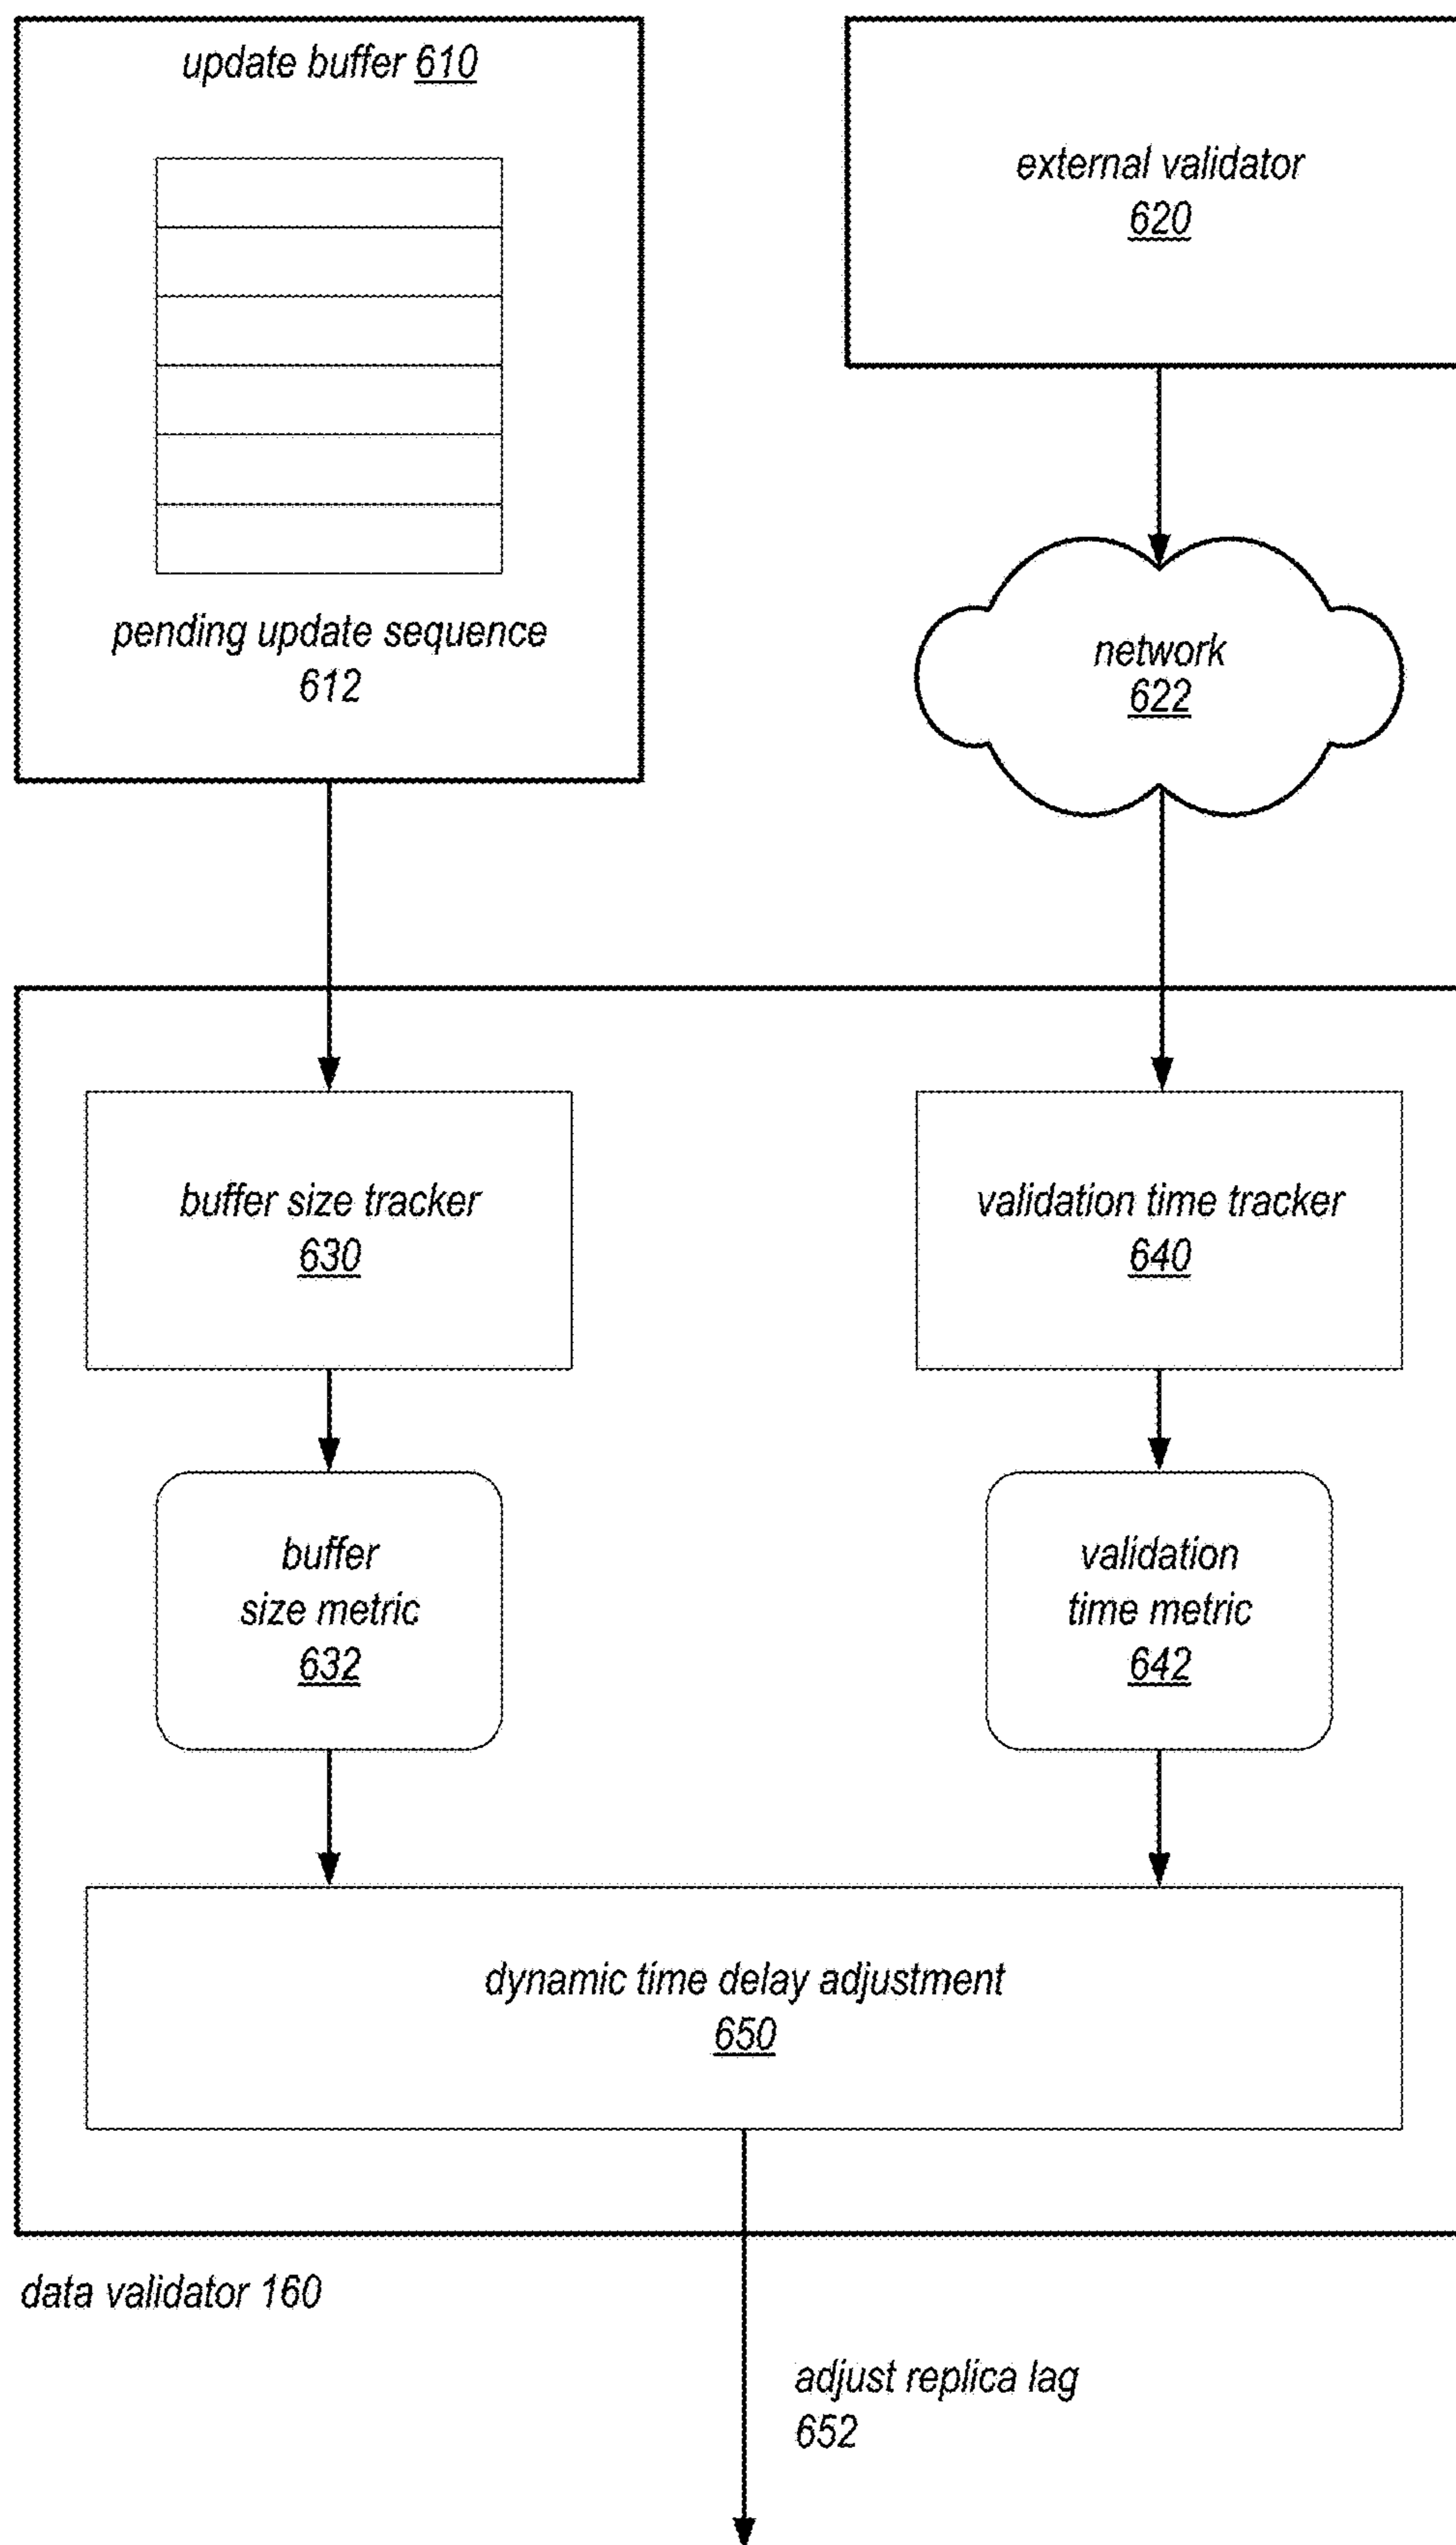 update buffer 610
pending update sequence
612
external validator
620
network
622
buffer size tracker
630
validation time tracker
640
buffer
size metric
632
validation
time metric
642
dynamic time delay adjustment
650
data validator 160
adjust replica lag
652